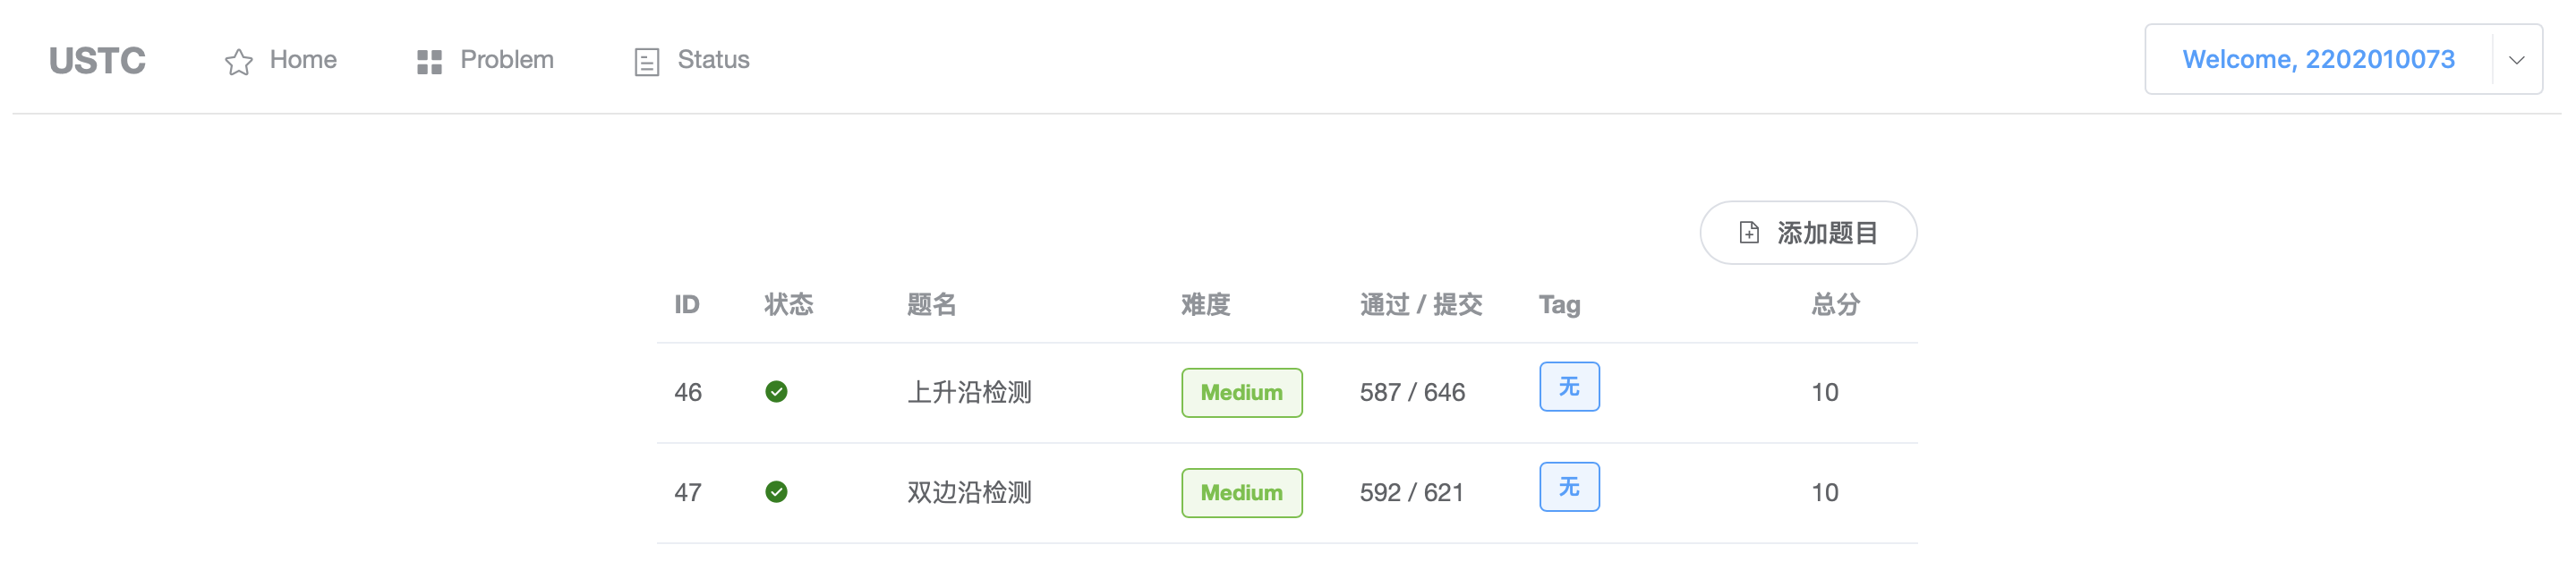 USTC Home Problem Status Welcome, 2202010073
添加题目
ID 状态 题名 难度 通过 / 提交 Tag 总分
46 上升沿检测 Medium 587 / 646 无 10
47 双边沿检测 Medium 592 / 621 无 10